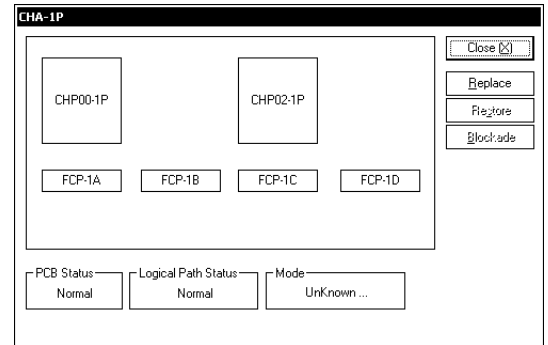 CHA-1P
Close (X)
CHP00-1P CHP02-1P
Replace
Restore
Blockade
FCP-1A FCP-1B FCP-1C FCP-1D
PCB Status Logical Path Status Mode
Normal Normal UnKnown ...